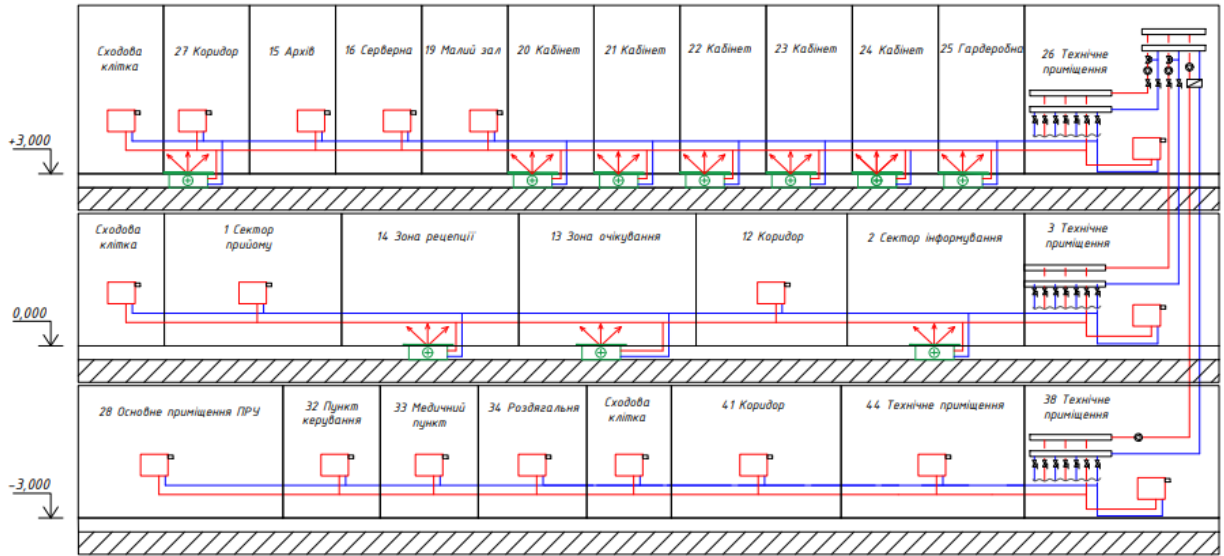 Сходова
клітка
27 Коридор
15 Архів
16 Серверна
19 Малий зал
20 Кабінет
21 Кабінет
22 Кабінет
23 Кабінет
24 Кабінет
25 Гардеробна
26 Технічне
приміщення
+3,000
Сходова
клітка
1 Сектор
прийому
14 Зона рецепції
13 Зона очікування
12 Коридор
2 Сектор інформування
3 Технічне
приміщення
0,000
28 Основне приміщення ПРУ
32 Пункт
керування
33 Медичний
пункт
34 Роздягальня
Сходова
клітка
41 Коридор
44 Технічне приміщення
38 Технічне
приміщення
-3,000